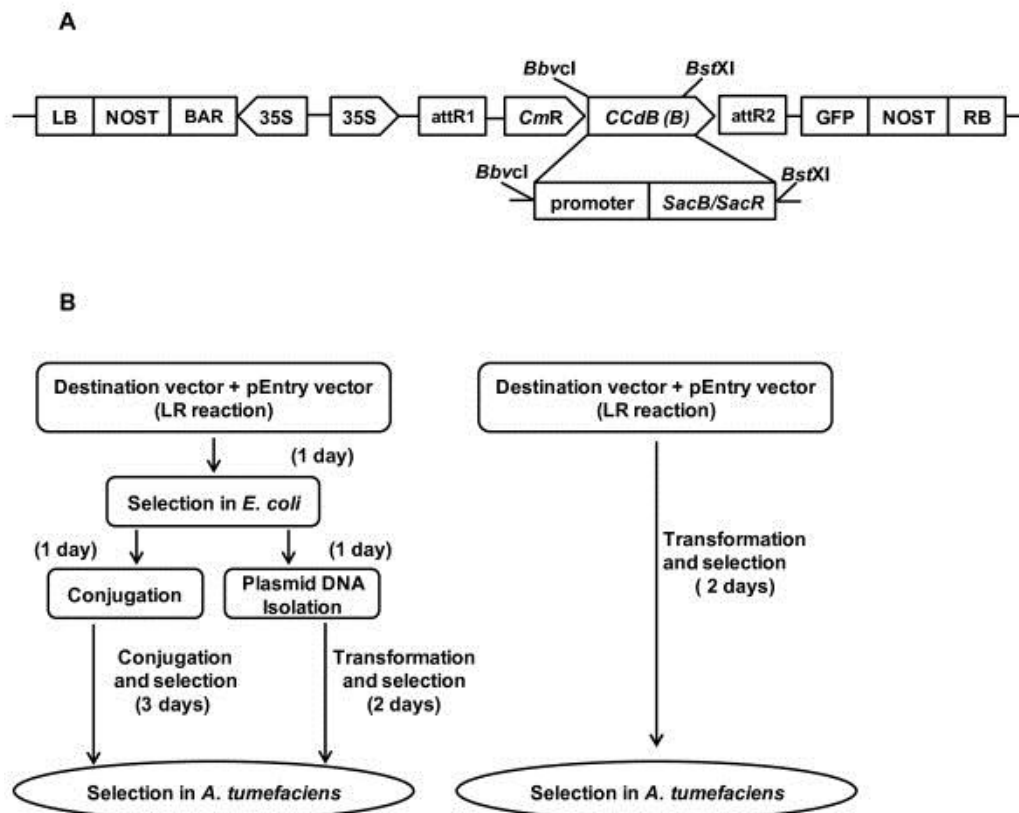 A
BbvcI BstXI
LB NOST BAR 35S 35S attR1 CmR CCdB (B) attR2 GFP NOST RB
BbvcI BstXI
promoter SacB/SacR
B
Destination vector + pEntry vector
(LR reaction)
(1 day)
Selection in E. coli
(1 day) (1 day)
Conjugation
Plasmid DNA
Isolation
Conjugation
and selection
(3 days)
Transformation
and selection
(2 days)
Selection in A. tumefaciens
Destination vector + pEntry vector
(LR reaction)
Transformation
and selection
( 2 days)
Selection in A. tumefaciens